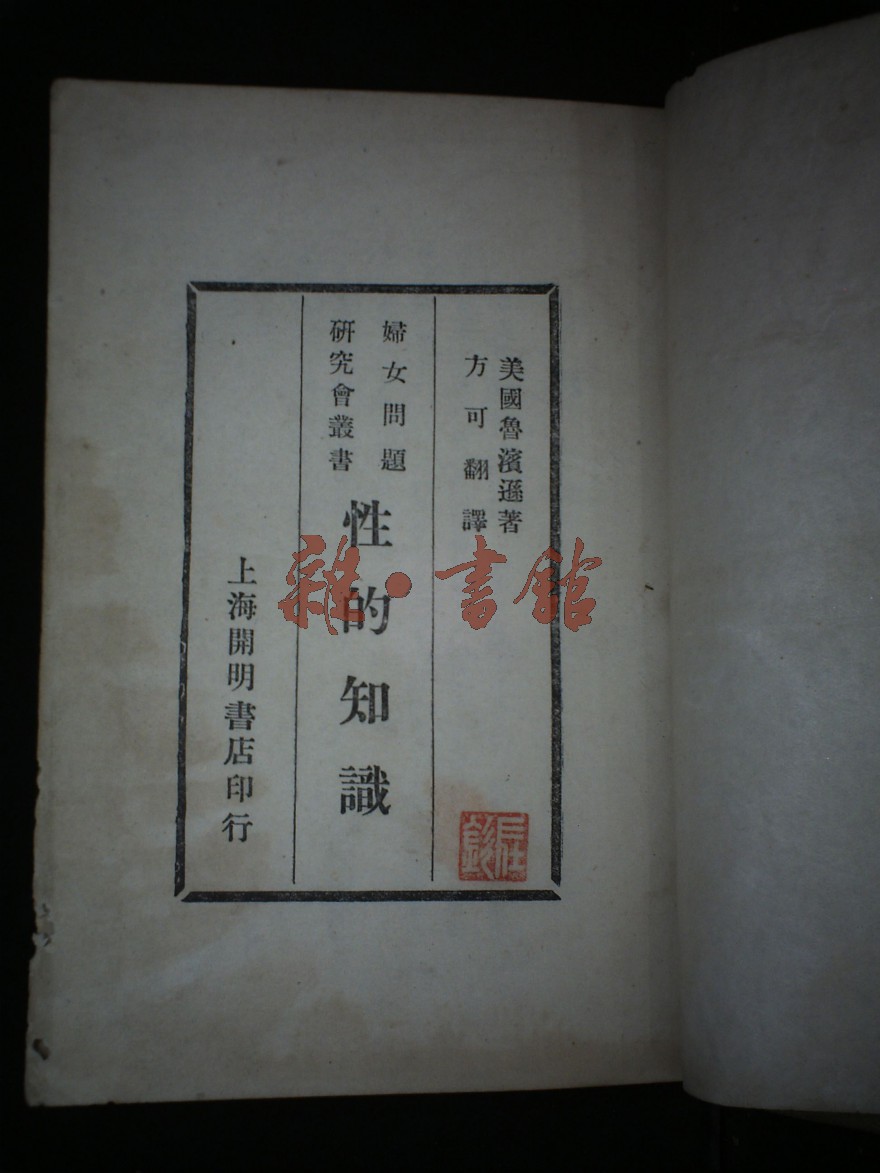 美國魯濱遜著
方可翻譯
婦女問題
研究會叢書
性的知識
上海開明書店印行
雜·書館